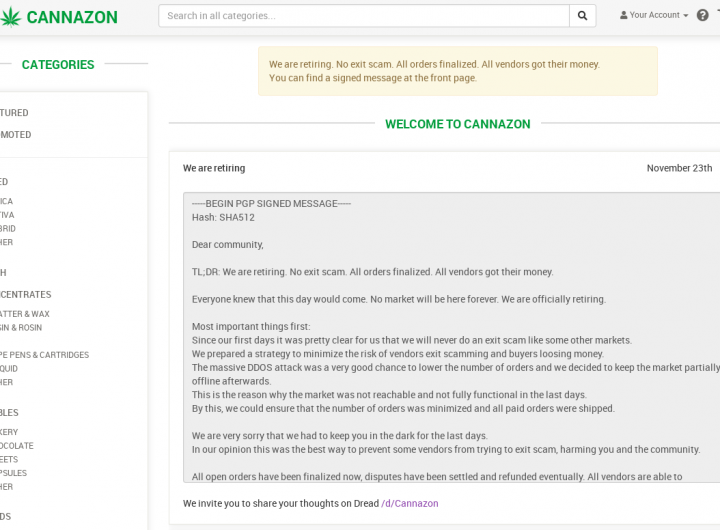 CANNAZON
Search in all categories...
Your Account
CATEGORIES
We are retiring. No exit scam. All orders finalized. All vendors got their money.
You can find a signed message at the front page.
TURED
MOTED
WELCOME TO CANNAZON
We are retiring
November 23th
ED
ICA
TIVA
BRID
HER
H
CENTRATES
ATTER & WAX
IN & ROSIN
PE PENS & CARTRIDGES
QUID
HER
BLES
KERY
OCOLATE
EETS
PSULES
HER
DS
-----BEGIN PGP SIGNED MESSAGE-----
Hash: SHA512
Dear community,
TL;DR: We are retiring. No exit scam. All orders finalized. All vendors got their money.
Everyone knew that this day would come. No market will be here forever. We are officially retiring.
Most important things first:
Since our first days it was pretty clear for us that we will never do an exit scam like some other markets.
We prepared a strategy to minimize the risk of vendors exit scamming and buyers loosing money.
The massive DDOS attack was a very good chance to lower the number of orders and we decided to keep the market partially
offline afterwards.
This is the reason why the market was not reachable and not fully functional in the last days.
By this, we could ensure that the number of orders was minimized and all paid orders were shipped.
We are very sorry that we had to keep you in the dark for the last days.
In our opinion this was the best way to prevent some vendors from trying to exit scam, harming you and the community.
All open orders have been finalized now, disputes have been settled and refunded eventually. All vendors are able to
We invite you to share your thoughts on Dread /d/Cannazon